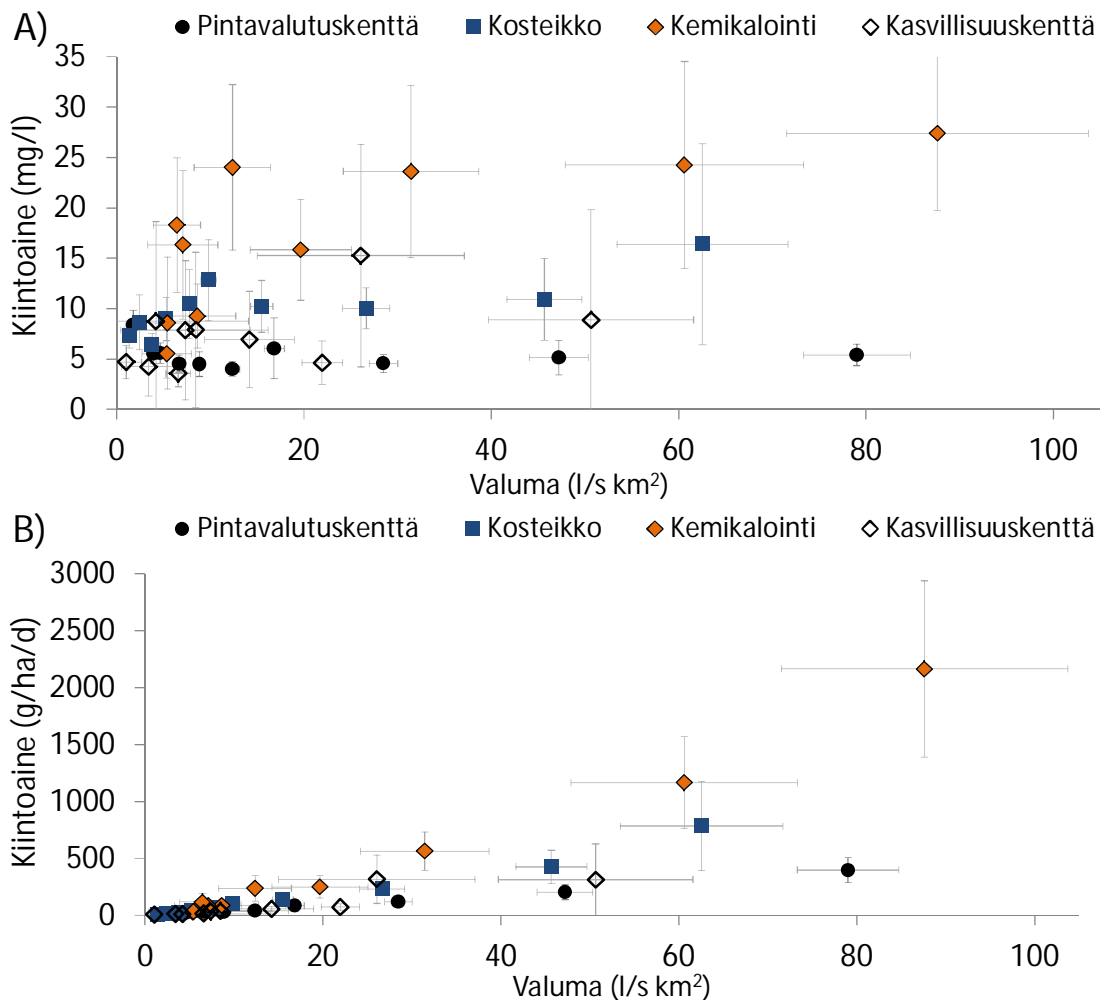 A)
Pintavalutuskenttä Kosteikko Kemikalointi Kasvillisuuskenttä
Kiintoaine (mg/l)
35
30
25
20
15
10
5
0
0 20 40 60 80 100
Valuma (l/s km²)
B)
Pintavalutuskenttä Kosteikko Kemikalointi Kasvillisuuskenttä
Kiintoaine (g/ha/d)
3000
2500
2000
1500
1000
500
0
0 20 40 60 80 100
Valuma (l/s km²)